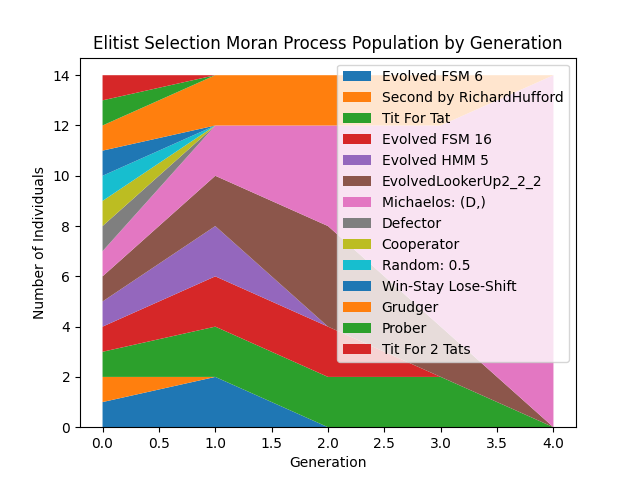 Elitist Selection Moran Process Population by Generation
14
12
10
8
6
4
2
0
Number of Individuals
Evolved FSM 6
Second by RichardHufford
Tit For Tat
Evolved FSM 16
Evolved HMM 5
EvolvedLookerUp2_2_2
Michaelos: (D,)
Defector
Cooperator
Random: 0.5
Win-Stay Lose-Shift
Grudger
Prober
Tit For 2 Tats
0.0 0.5 1.0 1.5 2.0 2.5 3.0 3.5 4.0
Generation